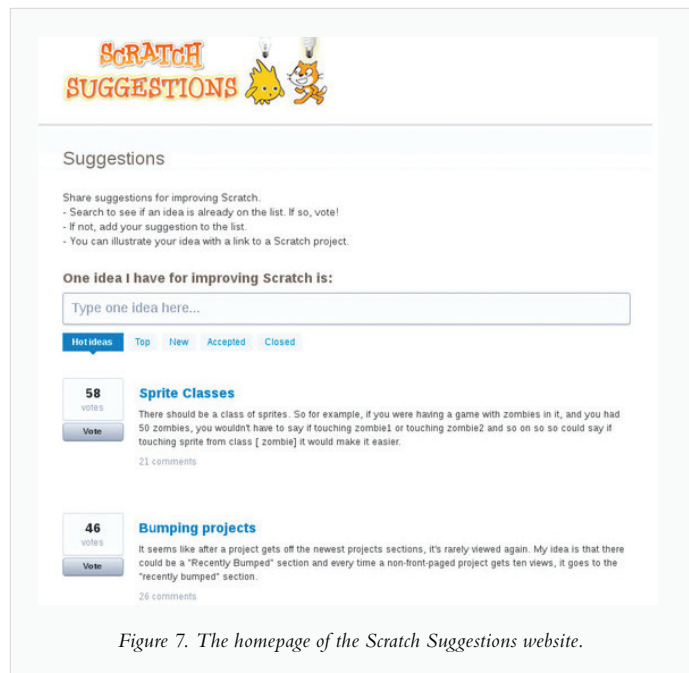 SCRATCH
SUGGESTIONS
Suggestions
Share suggestions for improving Scratch.
- Search to see if an idea is already on the list. If so, vote!
- If not, add your suggestion to the list.
- You can illustrate your idea with a link to a Scratch project.
One idea I have for improving Scratch is:
Type one idea here...
Hot ideas Top New Accepted Closed
58
votes
Vote
Sprite Classes
There should be a class of sprites. So for example, if you were having a game with zombies in it, and you had
50 zombies, you wouldn't have to say if touching zombie1 or touching zombie2 and so on so so could say if
touching sprite from class [ zombie] it would make it easier.
21 comments
46
votes
Vote
Bumping projects
It seems like after a project gets off the newest projects sections, it's rarely viewed again. My idea is that there
could be a "Recently Bumped" section and every time a non-front-paged project gets ten views, it goes to the
"recently bumped" section.
26 comments
Figure 7. The homepage of the Scratch Suggestions website.